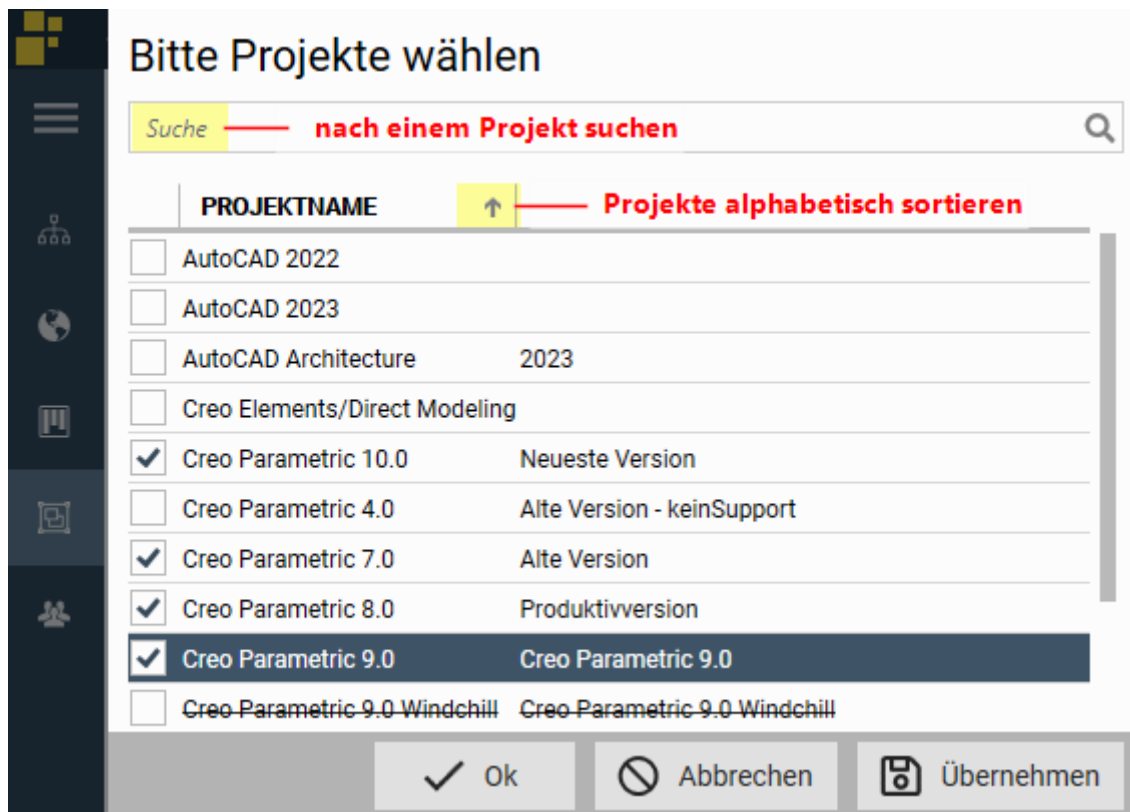 Bitte Projekte wählen
Suche nach einem Projekt suchen
PROJEKTNAME Projekte alphabetisch sortieren
AutoCAD 2022
AutoCAD 2023
AutoCAD Architecture 2023
Creo Elements/Direct Modeling
Creo Parametric 10.0 Neueste Version
Creo Parametric 4.0 Alte Version - keinSupport
Creo Parametric 7.0 Alte Version
Creo Parametric 8.0 Produktivversion
Creo Parametric 9.0 Creo Parametric 9.0
Creo Parametric 9.0 Windchill Creo Parametric 9.0 Windchill
Ok Abbrechen Übernehmen